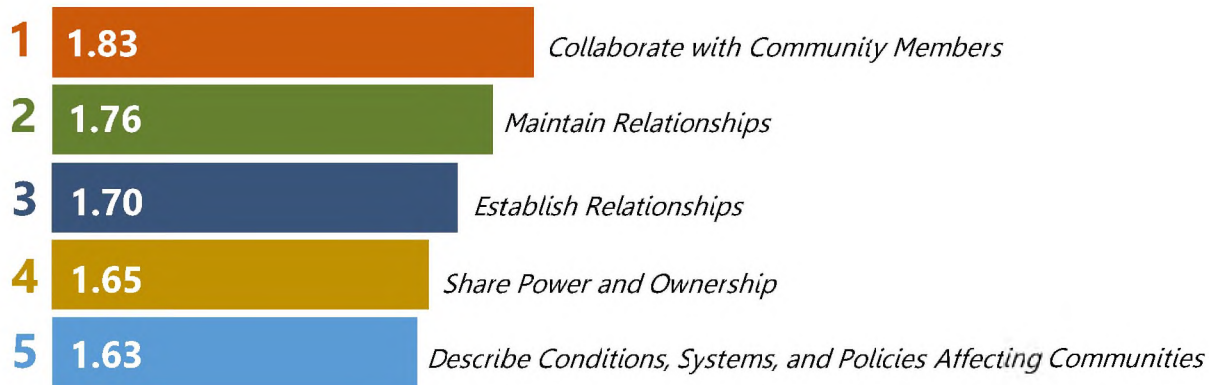 1 1.83 Collaborate with Community Members
2 1.76 Maintain Relationships
3 1.70 Establish Relationships
4 1.65 Share Power and Ownership
5 1.63 Describe Conditions, Systems, and Policies Affecting Communities